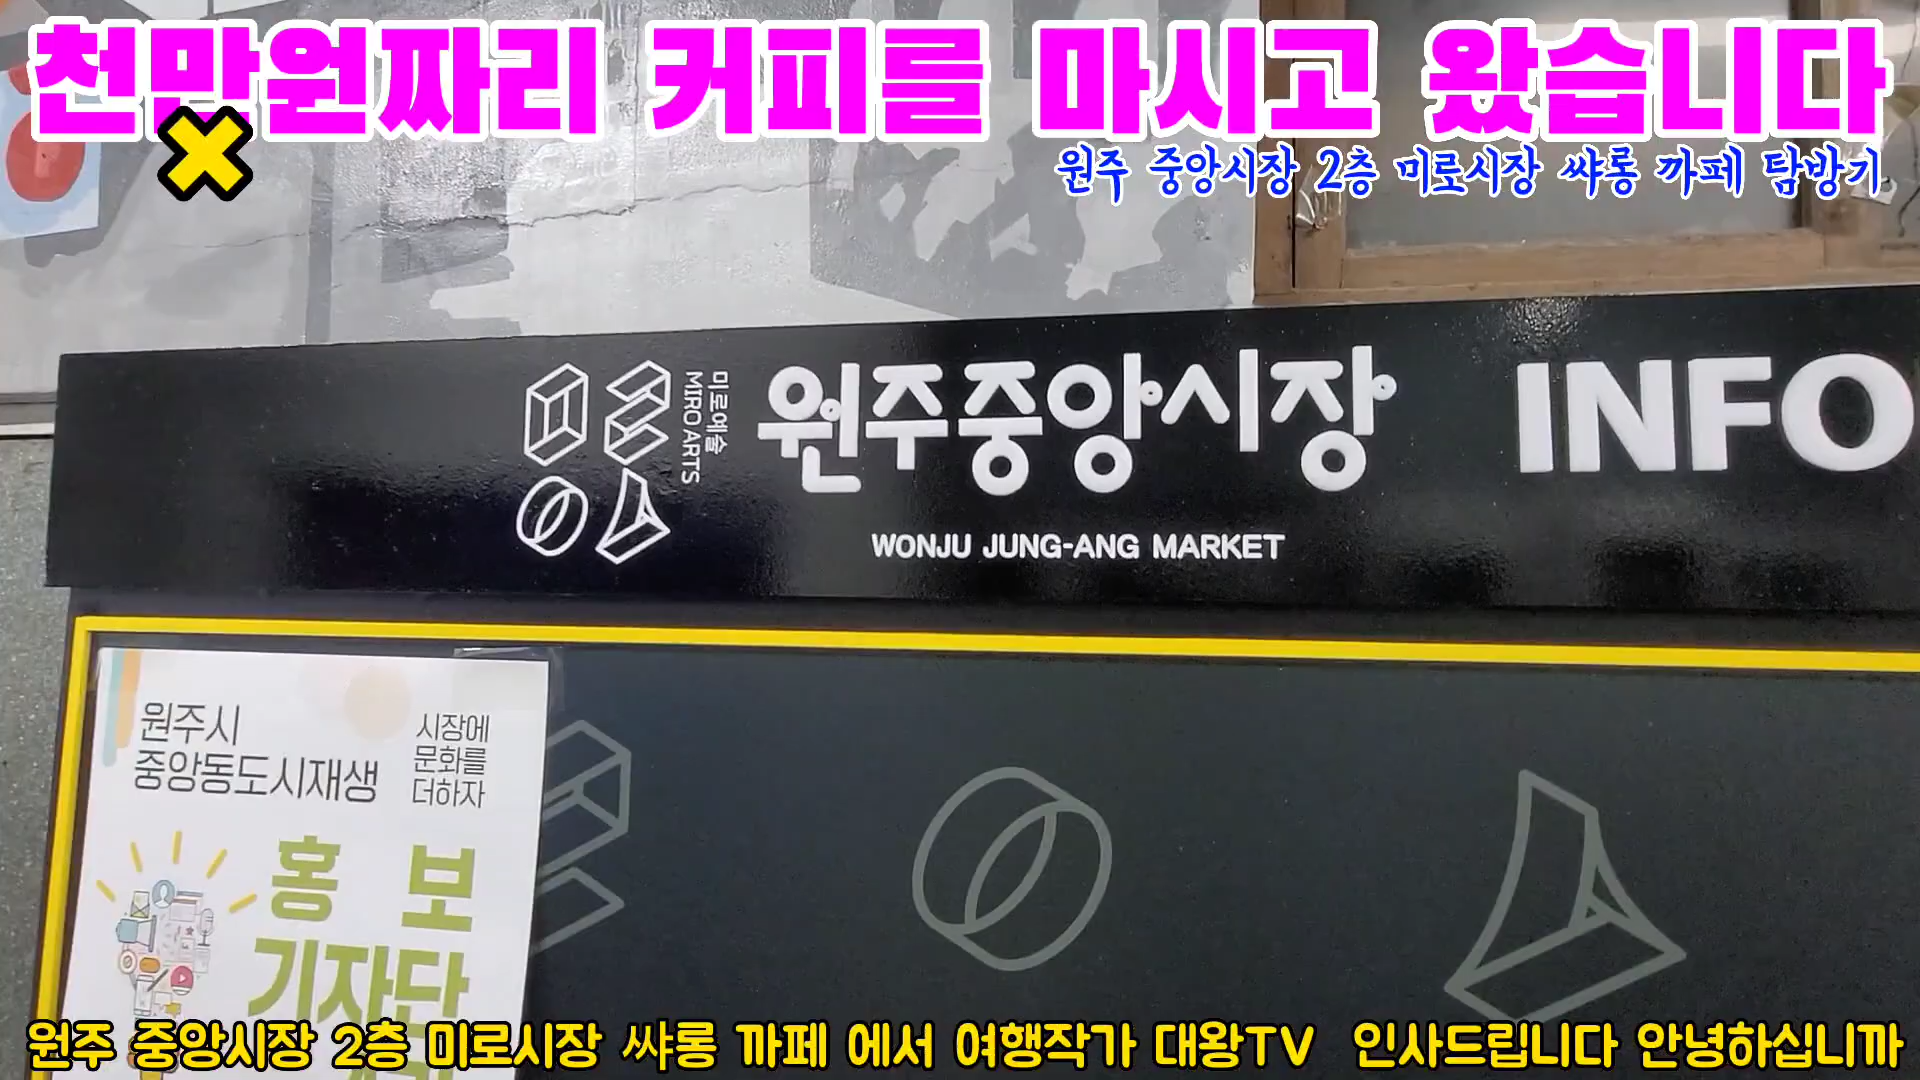 천만원짜리 커피를 마시고 왔습니다
원주 중앙시장 2층 미로시장 쌰롱 까페 탐방기
미로예술
MIRO ARTS
원주중앙시장
INFO
WONJU JUNG-ANG MARKET
원주시
중앙동도시재생
시장에
문화를
더하자
홍 보
기자단
원주 중앙시장 2층 미로시장 쌰롱 까페 에서 여행작가 대왕TV 인사드립니다 안녕하십니까